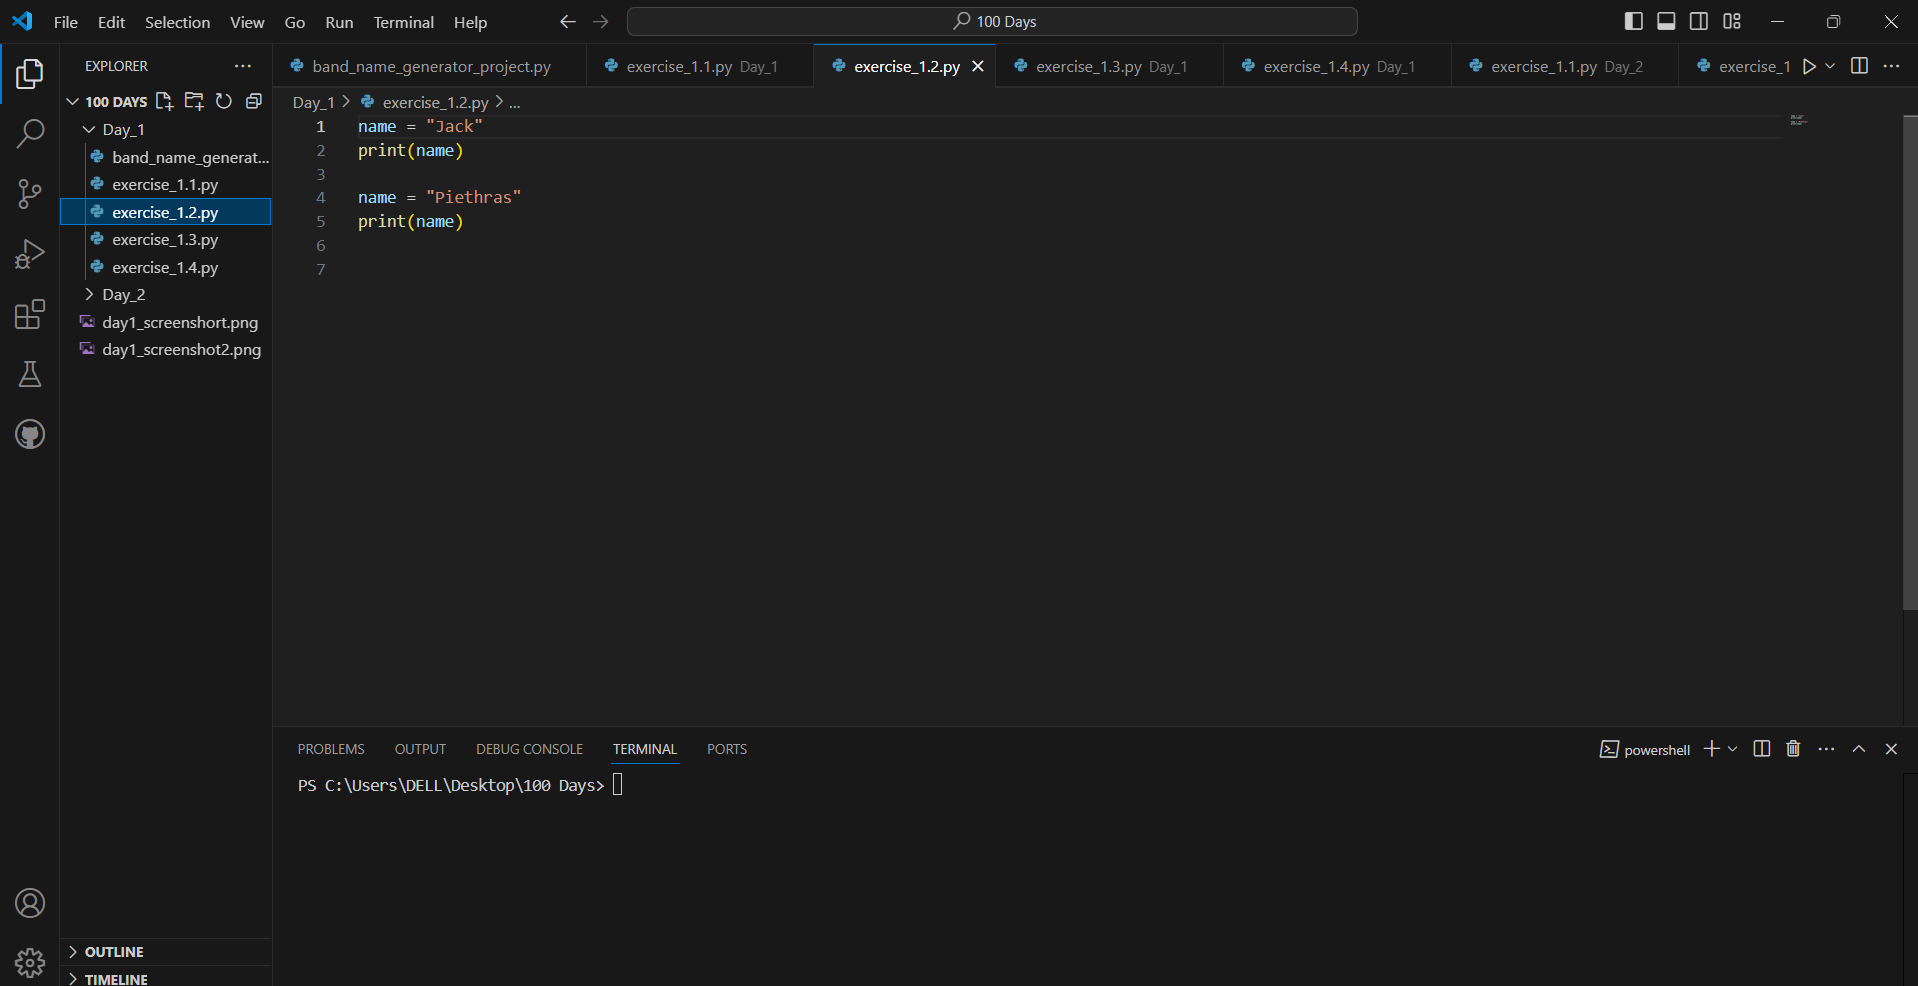 File Edit Selection View Go Run Terminal Help
100 Days
EXPLORER
100 DAYS
Day_1
band_name_generat...
exercise_1.1.py
exercise_1.2.py
exercise_1.3.py
exercise_1.4.py
Day_2
day1_screenshort.png
day1_screenshot2.png
OUTLINE
TIMELINE
band_name_generator_project.py exercise_1.1.py Day_1 exercise_1.2.py exercise_1.3.py Day_1 exercise_1.4.py Day_1 exercise_1.1.py Day_2 exercise_1
Day_1 > exercise_1.2.py > ...
1 name = "Jack"
2 print(name)
3
4 name = "Piethras"
5 print(name)
6
7
PROBLEMS OUTPUT DEBUG CONSOLE TERMINAL PORTS
powershell
PS C:\Users\DELL\Desktop\100 Days>